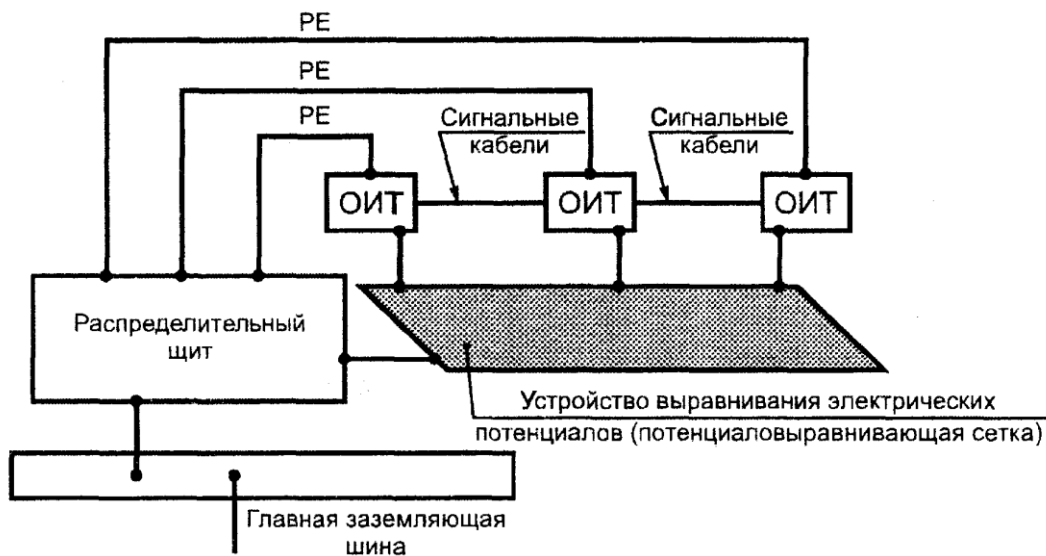 PE
PE
PE
Сигнальные
кабели
Сигнальные
кабели
ОИТ
ОИТ
ОИТ
Распределительный
щит
Устройство выравнивания электрических
потенциалов (потенциаловыравнивающая сетка)
Главная заземляющая
шина